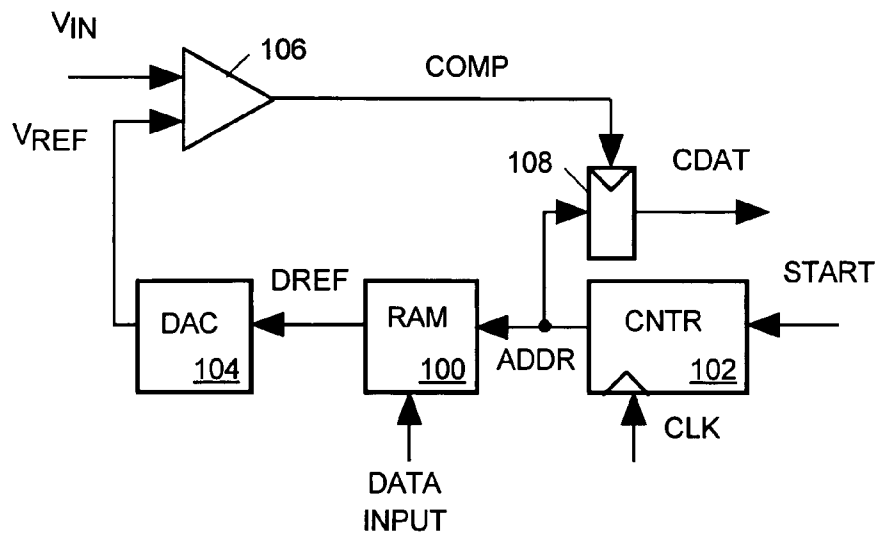 VIN
106
COMP
VREF
108
CDAT
START
DREF
DAC
104
RAM
100
ADDR
CNTR
102
CLK
DATA
INPUT